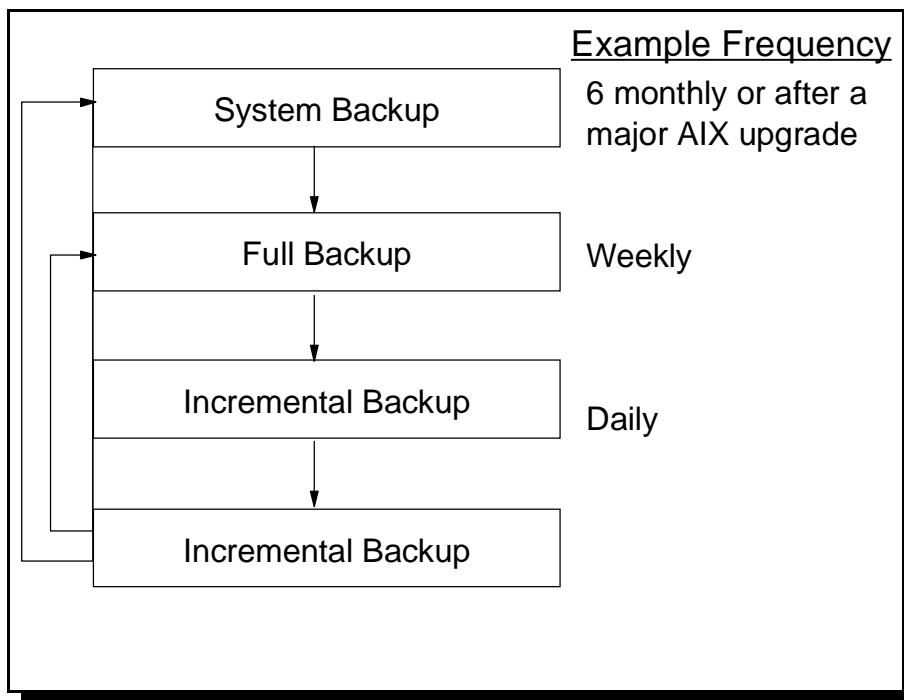 Example Frequency
System Backup
6 monthly or after a
major AIX upgrade
Full Backup
Weekly
Incremental Backup
Daily
Incremental Backup